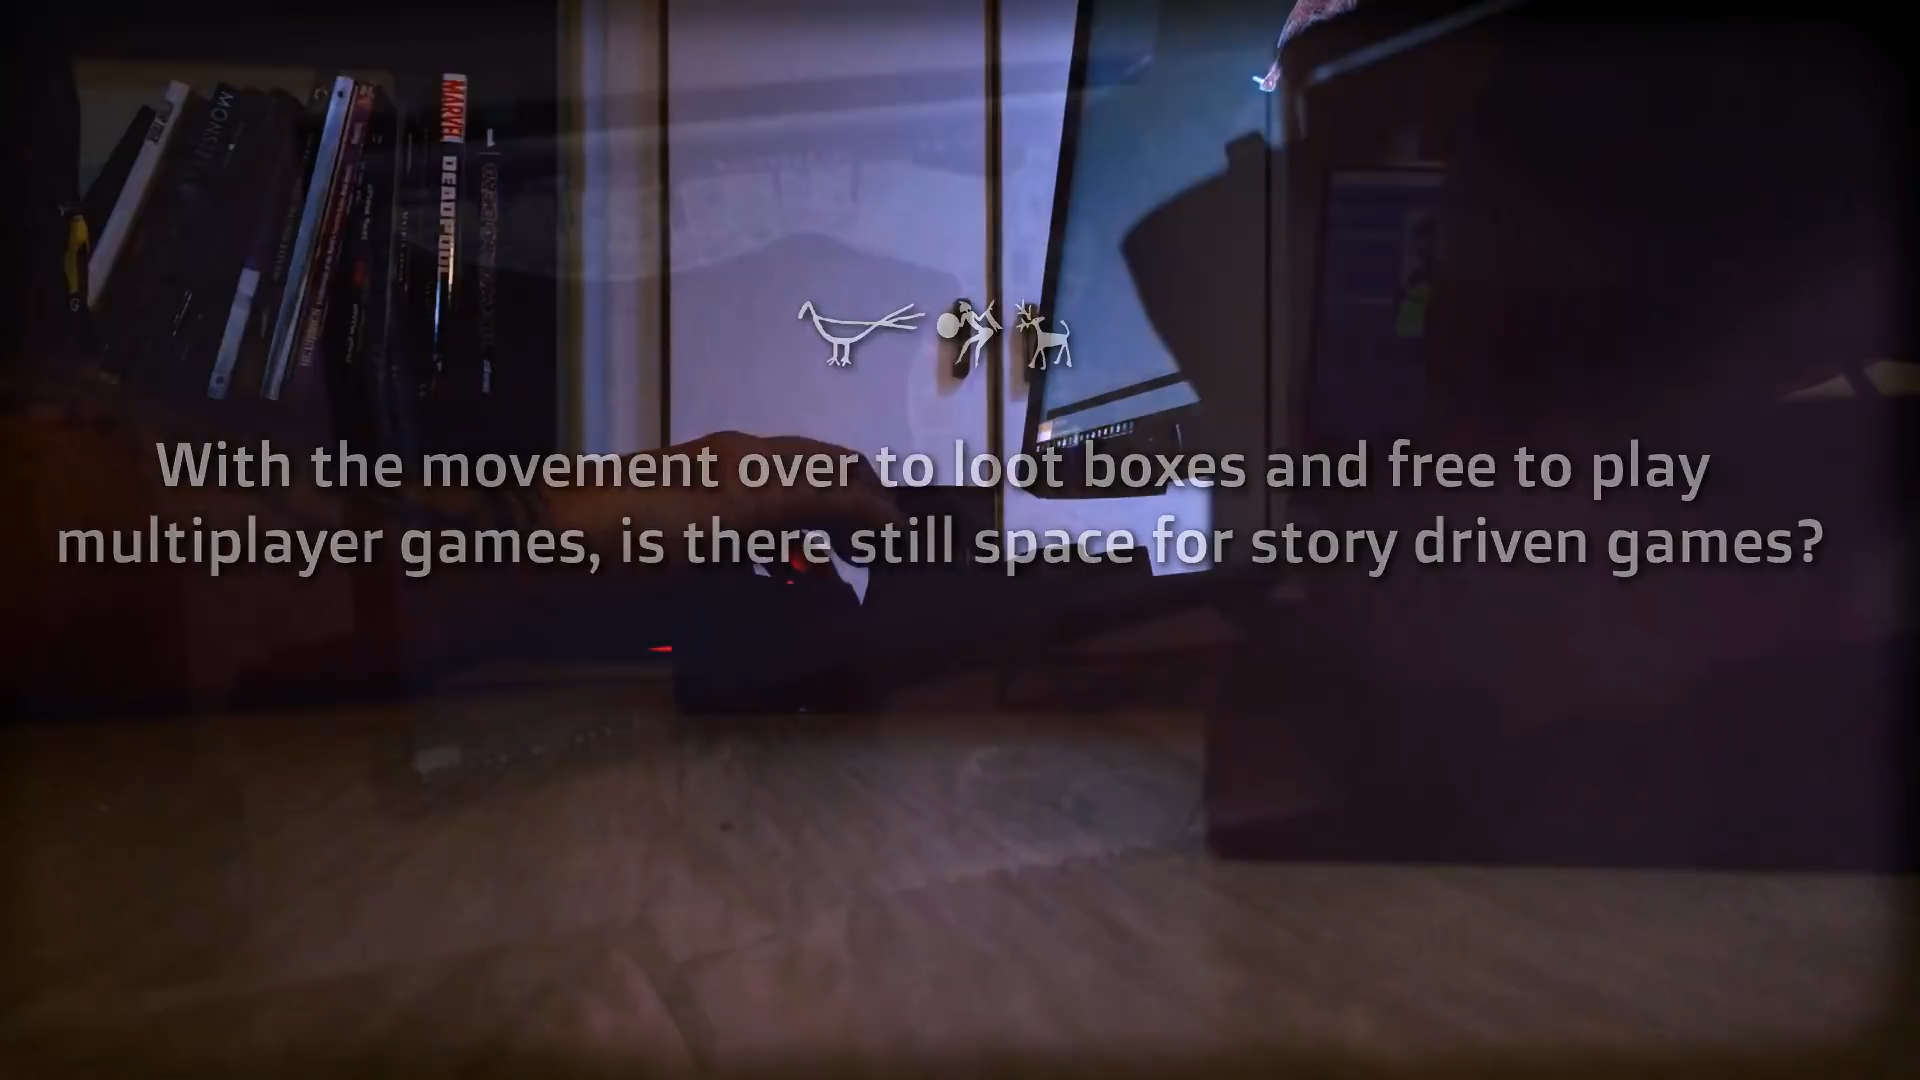 MONSTER
MARVEL
DEADPOOL
With the movement over to loot boxes and free to play
multiplayer games, is there still space for story driven games?